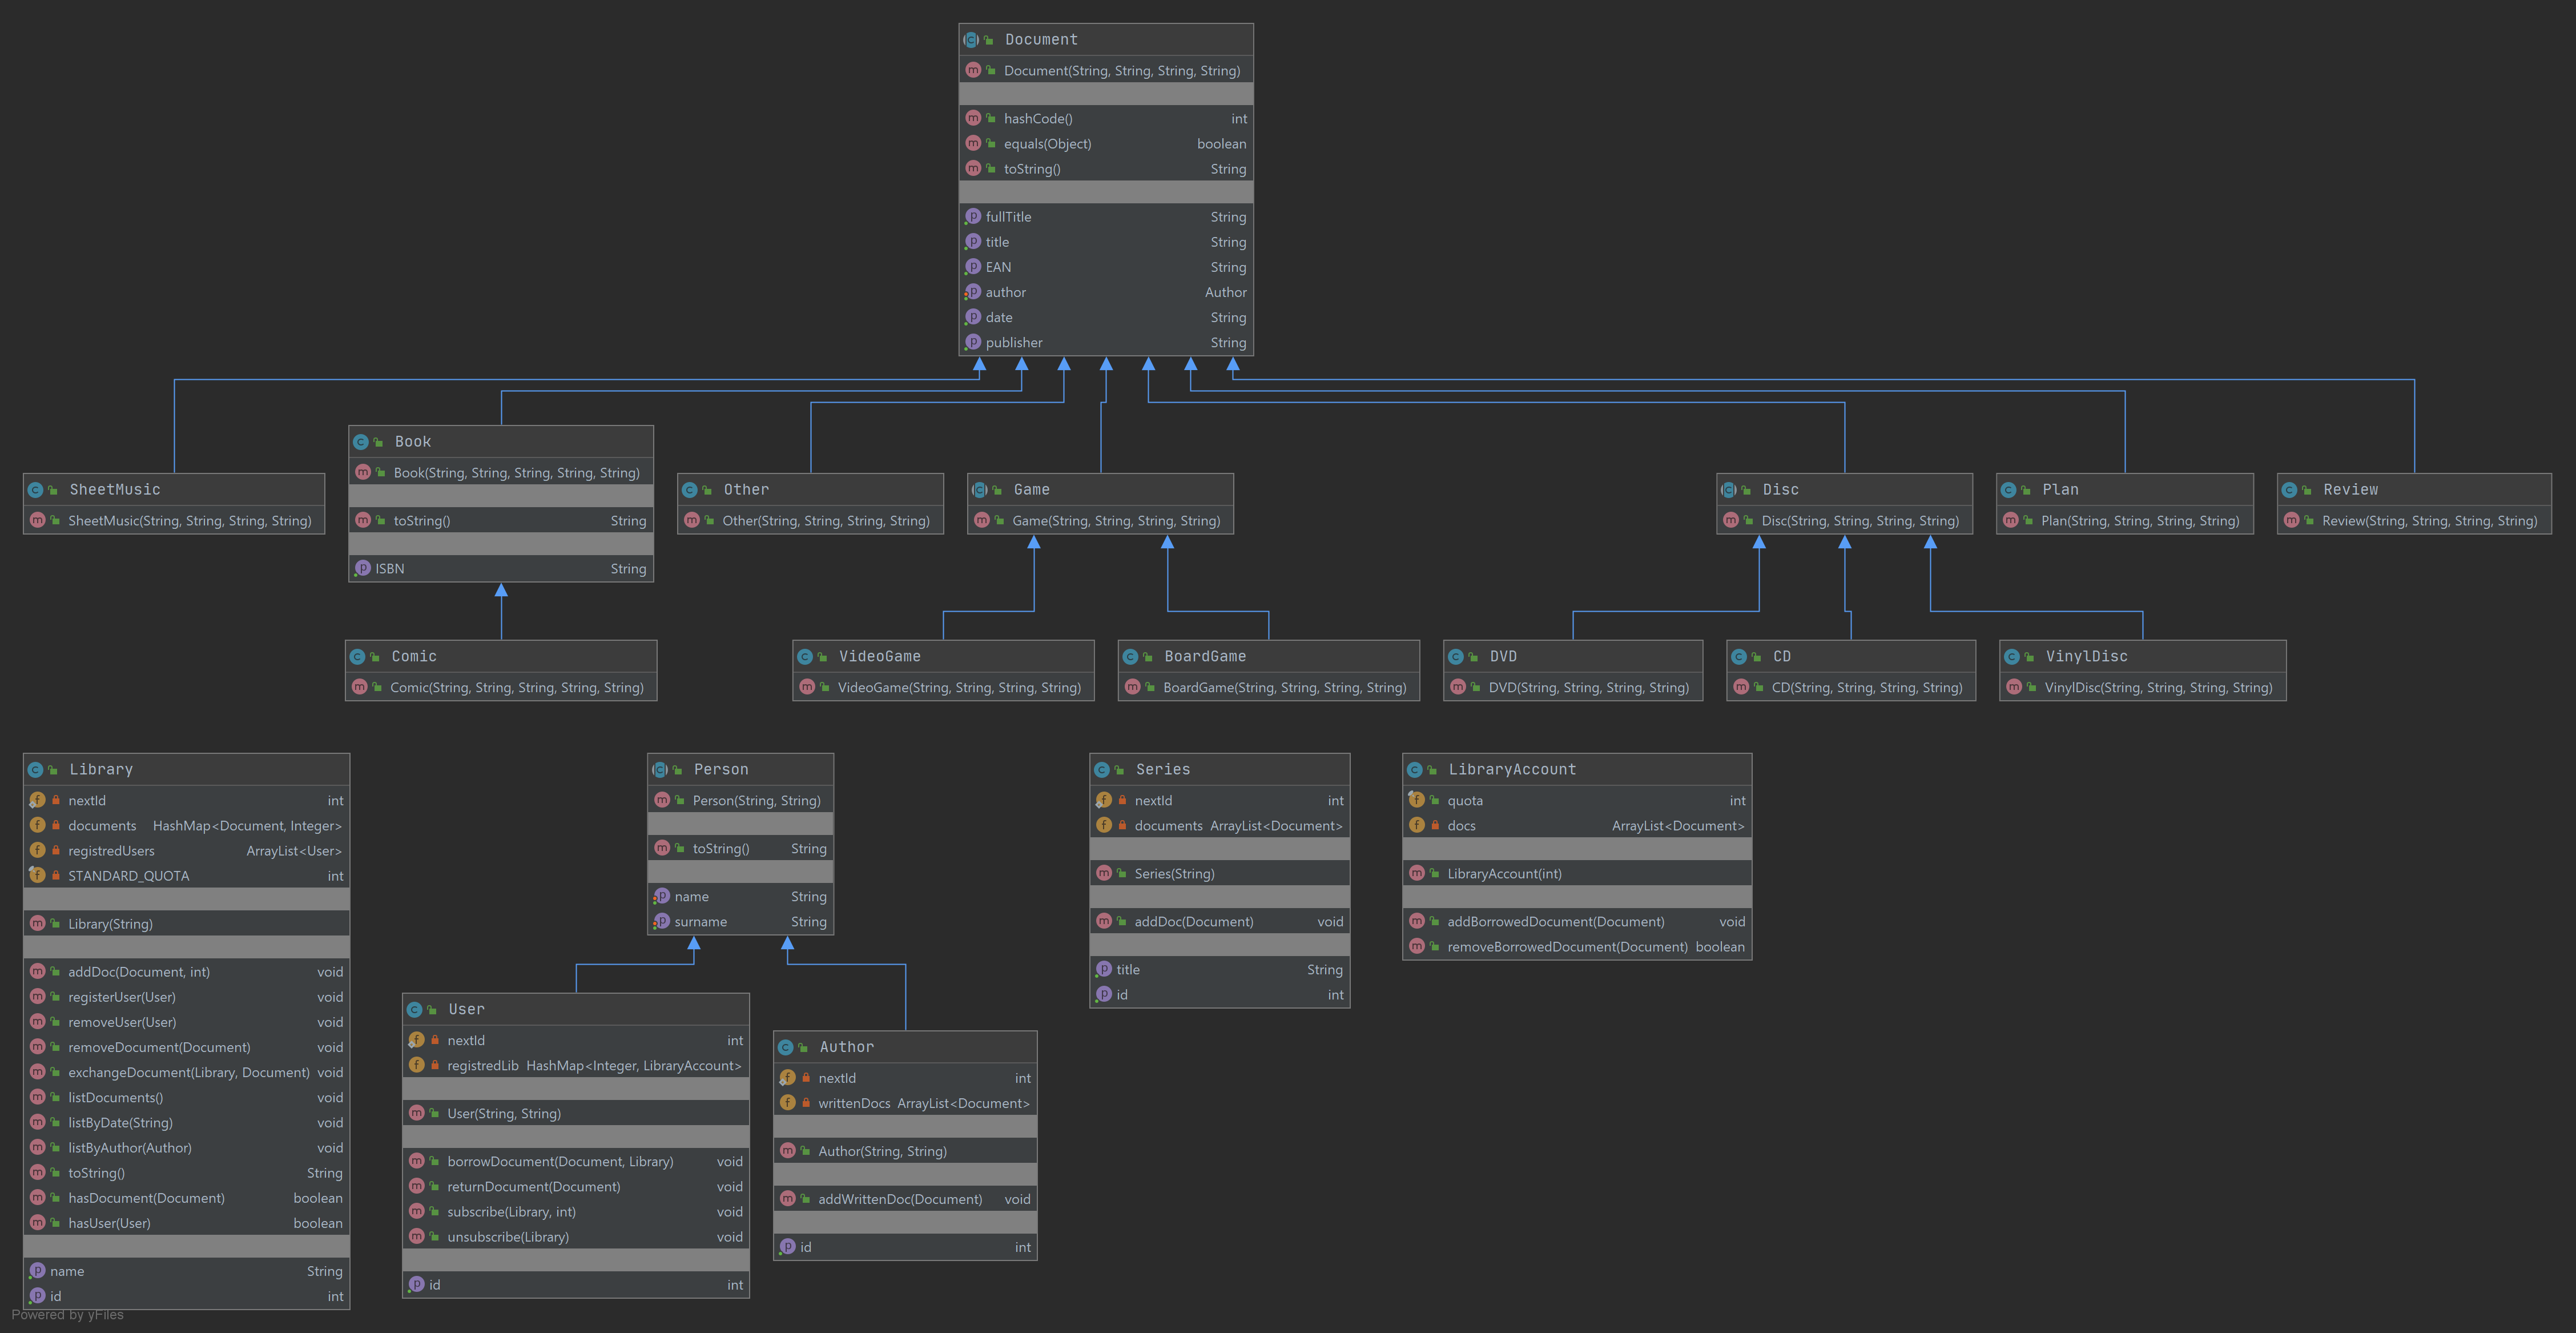 Document
Document(String, String, String, String)
hashCode() int
equals(Object) boolean
toString() String
fullTitle String
title String
EAN String
author Author
date String
publisher String
SheetMusic
SheetMusic(String, String, String, String)
Book
Book(String, String, String, String, String)
toString() String
ISBN String
Other
Other(String, String, String, String)
Game
Game(String, String, String, String)
Disc
Disc(String, String, String, String)
Plan
Plan(String, String, String, String)
Review
Review(String, String, String, String)
Comic
Comic(String, String, String, String, String)
VideoGame
VideoGame(String, String, String, String)
BoardGame
BoardGame(String, String, String, String)
DVD
DVD(String, String, String, String)
CD
CD(String, String, String, String)
VinylDisc
VinylDisc(String, String, String, String)
Library
nextId int
documents HashMap<Document, Integer>
registredUsers ArrayList<User>
STANDARD_QUOTA int
Library(String)
addDoc(Document, int) void
registerUser(User) void
removeUser(User) void
removeDocument(Document) void
exchangeDocument(Library, Document) void
listDocuments() void
listByDate(String) void
listByAuthor(Author) void
toString() String
hasDocument(Document) boolean
hasUser(User) boolean
name String
id int
Person
Person(String, String)
toString() String
name String
surname String
User
nextId int
registredLib HashMap<Integer, LibraryAccount>
User(String, String)
borrowDocument(Document, Library) void
returnDocument(Document) void
subscribe(Library, int) void
unsubscribe(Library) void
id int
Author
nextId int
writtenDocs ArrayList<Document>
Author(String, String)
addWrittenDoc(Document) void
id int
Series
nextId int
documents ArrayList<Document>
Series(String)
addDoc(Document) void
title String
id int
LibraryAccount
quota int
docs ArrayList<Document>
LibraryAccount(int)
addBorrowedDocument(Document) void
removeBorrowedDocument(Document) boolean
Powered by yFiles